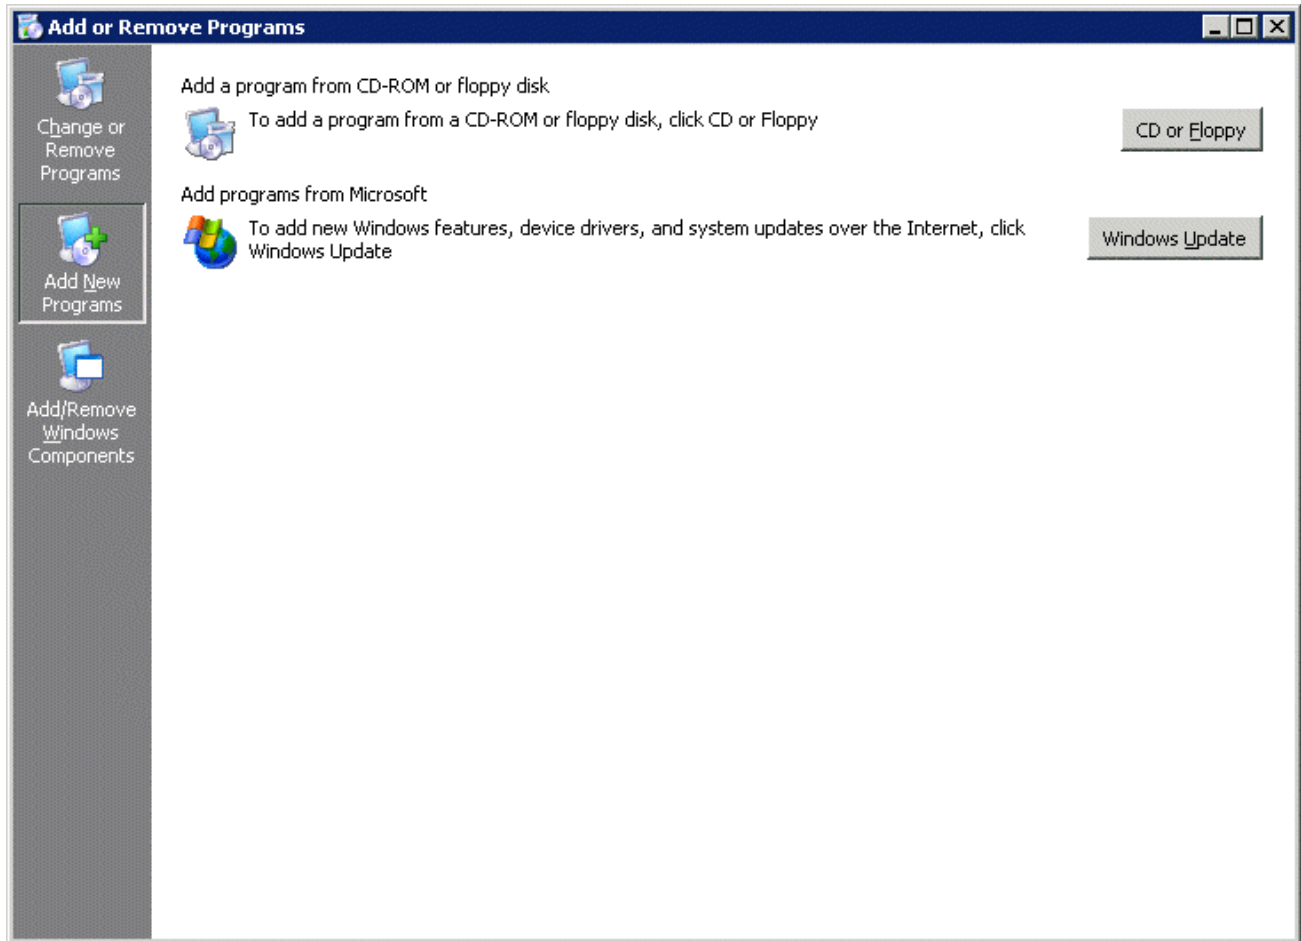 Add or Remove Programs
Change or
Remove
Programs
Add New
Programs
Add/Remove
Windows
Components
Add a program from CD-ROM or floppy disk
To add a program from a CD-ROM or floppy disk, click CD or Floppy
CD or Floppy
Add programs from Microsoft
To add new Windows features, device drivers, and system updates over the Internet, click
Windows Update
Windows Update